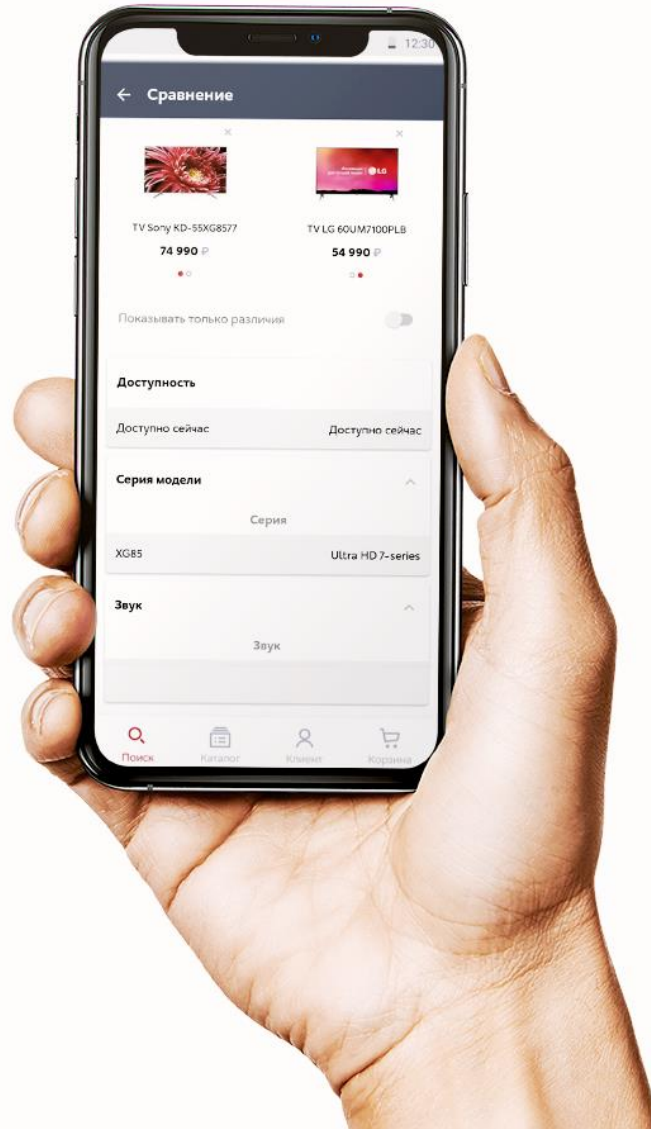 12:30
← Сравнение
LG
TV Sony KD-55XG8577
TV LG 60UM7100PLB
74 990 ₽
54 990 ₽
Показывать только различия
Доступность
Доступно сейчас
Доступно сейчас
Серия модели
Серия
XG85
Ultra HD 7-series
Звук
Звук
Поиск
Каталог
Клиент
Корзина